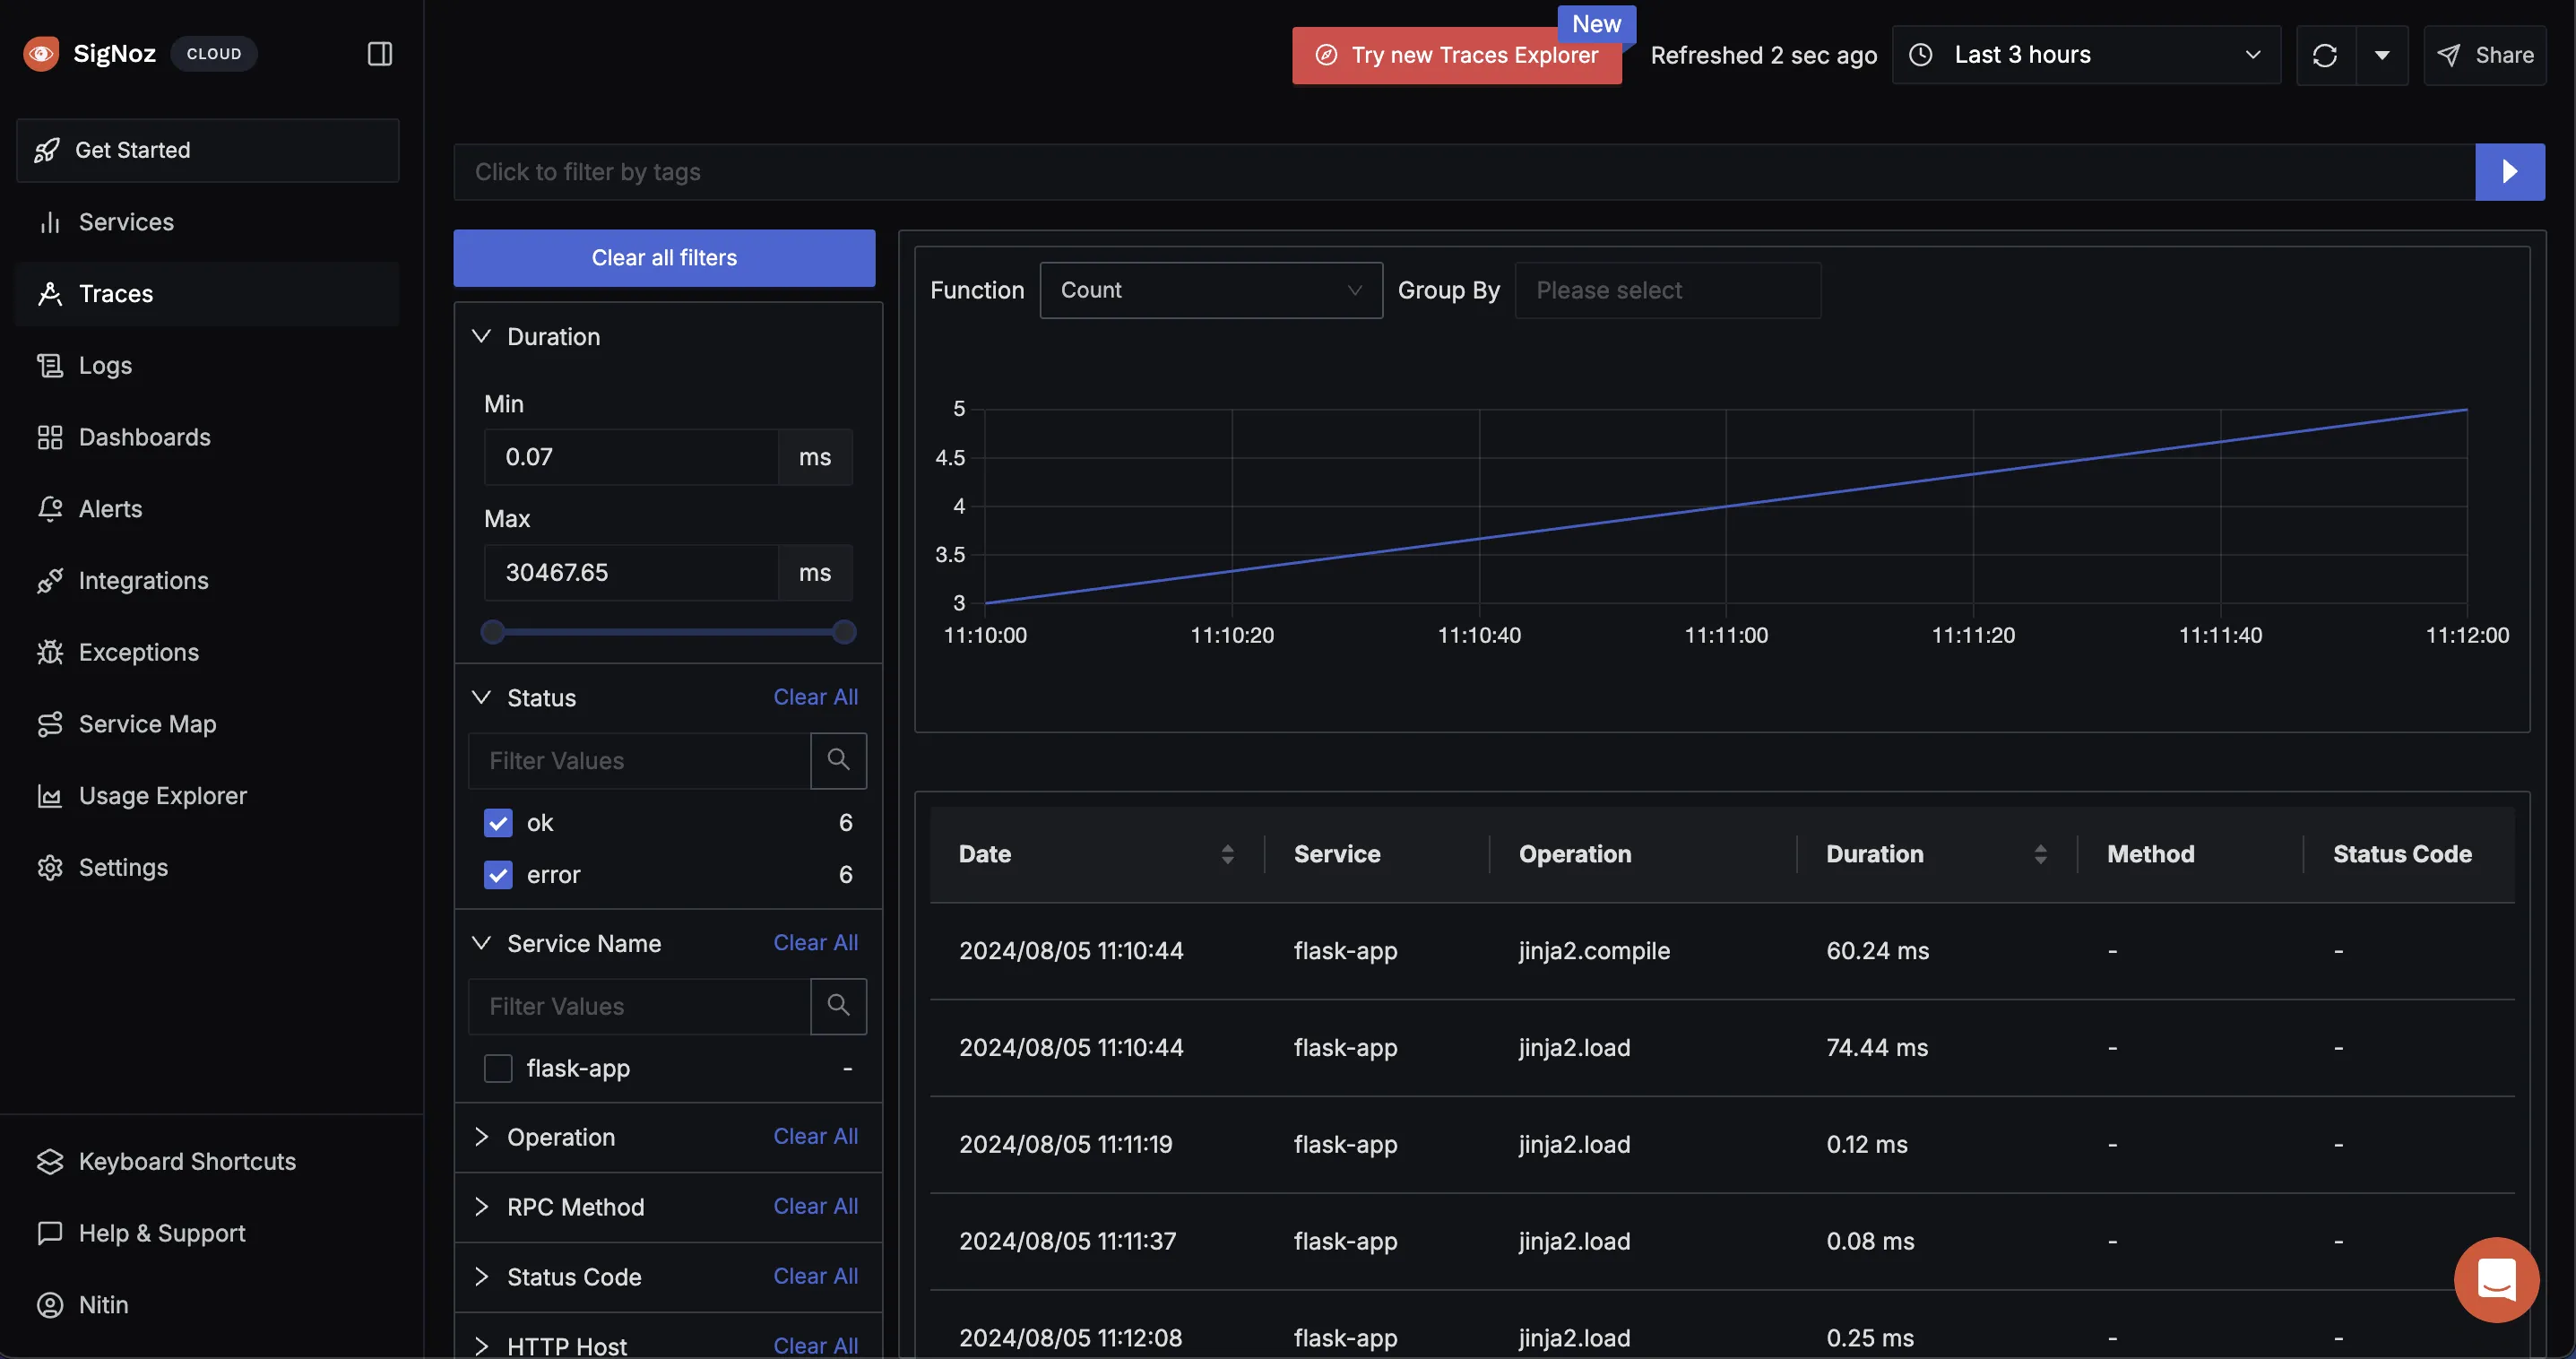 SigNoz CLOUD
New
Try new Traces Explorer
Refreshed 2 sec ago
Last 3 hours
Share
Get Started
Services
Traces
Logs
Dashboards
Alerts
Integrations
Exceptions
Service Map
Usage Explorer
Settings
Keyboard Shortcuts
Help & Support
Nitin
Click to filter by tags
Clear all filters
Duration
Min
0.07 ms
Max
30467.65 ms
Status Clear All
Filter Values
ok 6
error 6
Service Name Clear All
Filter Values
flask-app -
Operation Clear All
RPC Method Clear All
Status Code Clear All
HTTP Host Clear All
Function Count Group By Please select
5
4.5
4
3.5
3
11:10:00 11:10:20 11:10:40 11:11:00 11:11:20 11:11:40 11:12:00
Date Service Operation Duration Method Status Code
2024/08/05 11:10:44 flask-app jinja2.compile 60.24 ms - -
2024/08/05 11:10:44 flask-app jinja2.load 74.44 ms - -
2024/08/05 11:11:19 flask-app jinja2.load 0.12 ms - -
2024/08/05 11:11:37 flask-app jinja2.load 0.08 ms - -
2024/08/05 11:12:08 flask-app jinja2.load 0.25 ms - -